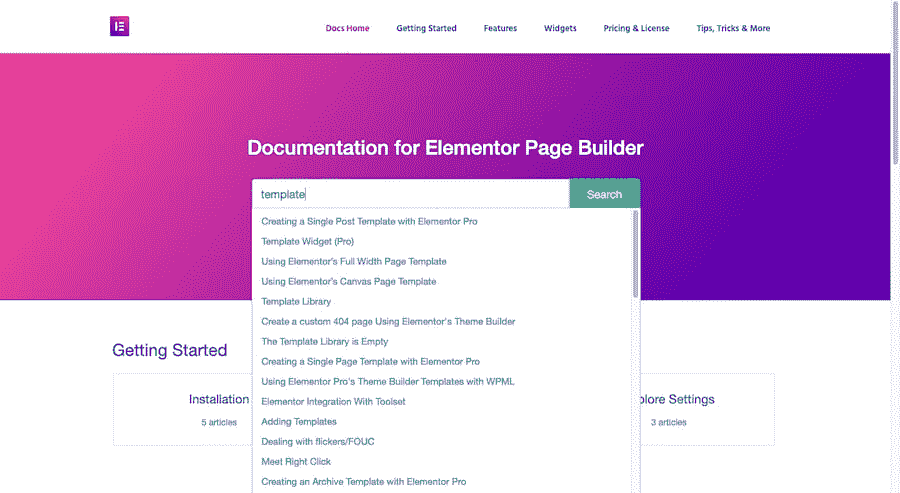 Docs Home Getting Started Features Widgets Pricing & License Tips, Tricks & More
Documentation for Elementor Page Builder
template Search
Creating a Single Post Template with Elementor Pro
Template Widget (Pro)
Using Elementor's Full Width Page Template
Using Elementor's Canvas Page Template
Template Library
Create a custom 404 page Using Elementor's Theme Builder
The Template Library is Empty
Creating a Single Page Template with Elementor Pro
Using Elementor Pro's Theme Builder Templates with WPML
Elementor Integration With Toolset
Adding Templates
Dealing with flickers/FOUC
Meet Right Click
Creating an Archive Template with Elementor Pro
Getting Started
Installation plore Settings
5 articles 3 articles